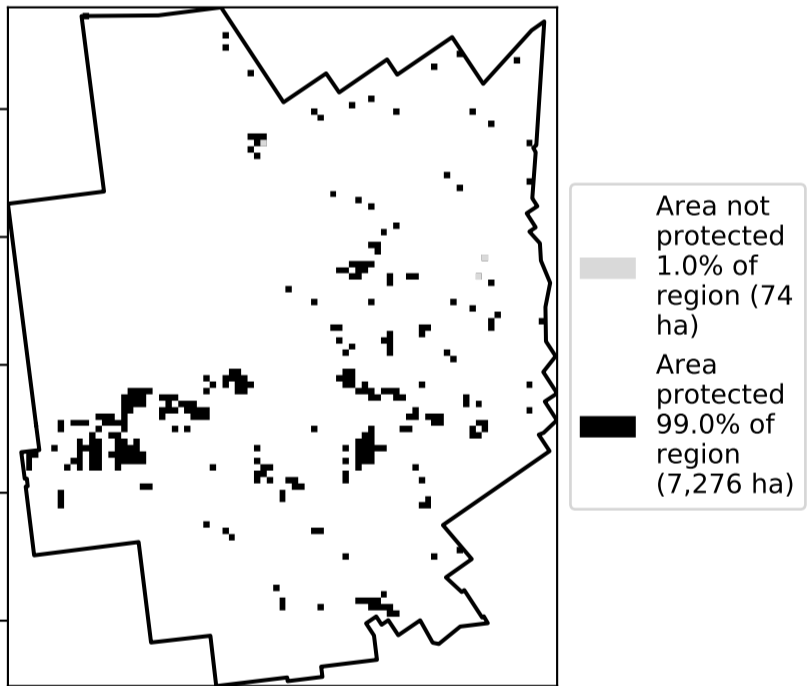 Area not
protected
1.0% of
region (74
ha)
Area
protected
99.0% of
region
(7,276 ha)